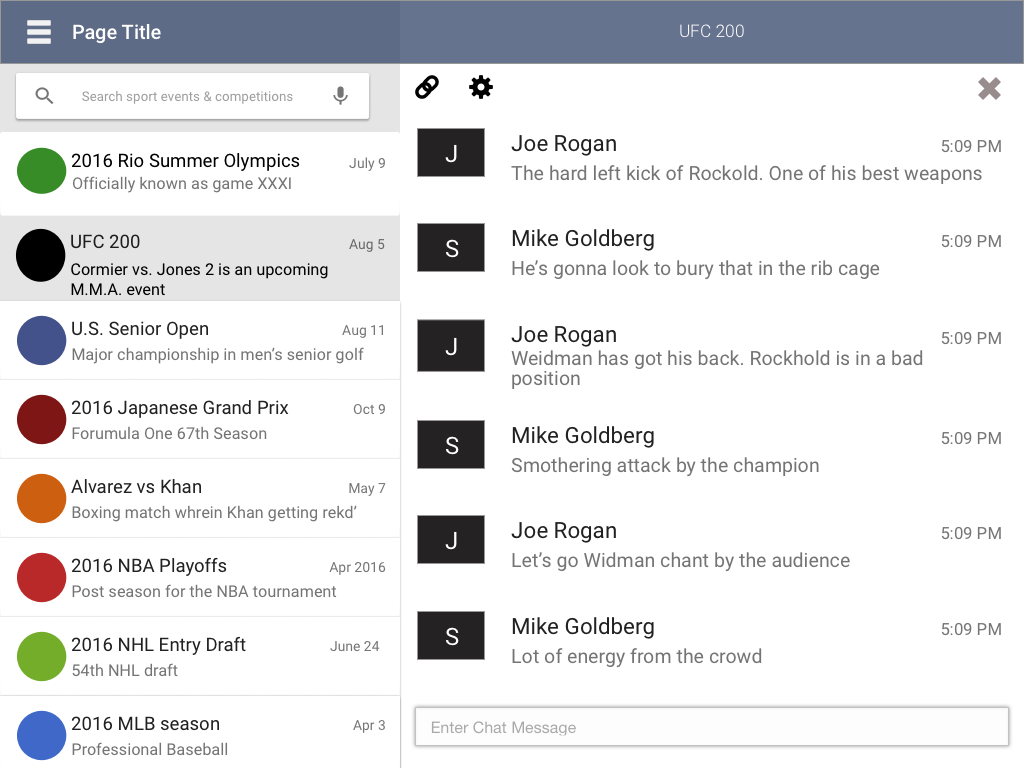 Page Title
UFC 200
Search sport events & competitions
2016 Rio Summer Olympics
July 9
Officially known as game XXXI
UFC 200
Aug 5
Cormier vs. Jones 2 is an upcoming
M.M.A. event
U.S. Senior Open
Aug 11
Major championship in men’s senior golf
2016 Japanese Grand Prix
Oct 9
Forumula One 67th Season
Alvarez vs Khan
May 7
Boxing match whrein Khan getting rekd’
2016 NBA Playoffs
Apr 2016
Post season for the NBA tournament
2016 NHL Entry Draft
June 24
54th NHL draft
2016 MLB season
Apr 3
Professional Baseball
J
Joe Rogan
5:09 PM
The hard left kick of Rockold. One of his best weapons
S
Mike Goldberg
5:09 PM
He’s gonna look to bury that in the rib cage
J
Joe Rogan
5:09 PM
Weidman has got his back. Rockhold is in a bad
position
S
Mike Goldberg
5:09 PM
Smothering attack by the champion
J
Joe Rogan
5:09 PM
Let’s go Widman chant by the audience
S
Mike Goldberg
5:09 PM
Lot of energy from the crowd
Enter Chat Message